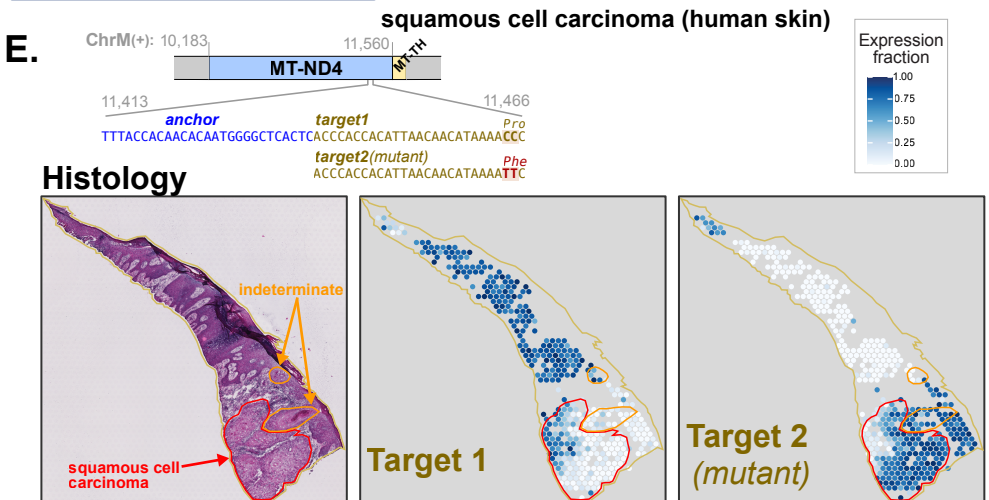 squamous cell carcinoma (human skin)
E.
ChrM(+): 10,183 11,560
MT-ND4 MT-TH
11,413 11,466
anchor target1 Pro
TTTACCACAACACAATGGGGCTCACTCACCCACCACATTAACAACATAAAACCC
target2(mutant) Phe
ACCCACCACATTAACAACATAAAATTC
Expression
fraction
1.00
0.75
0.50
0.25
0.00
Histology
indeterminate
squamous cell
carcinoma
Target 1
Target 2
(mutant)